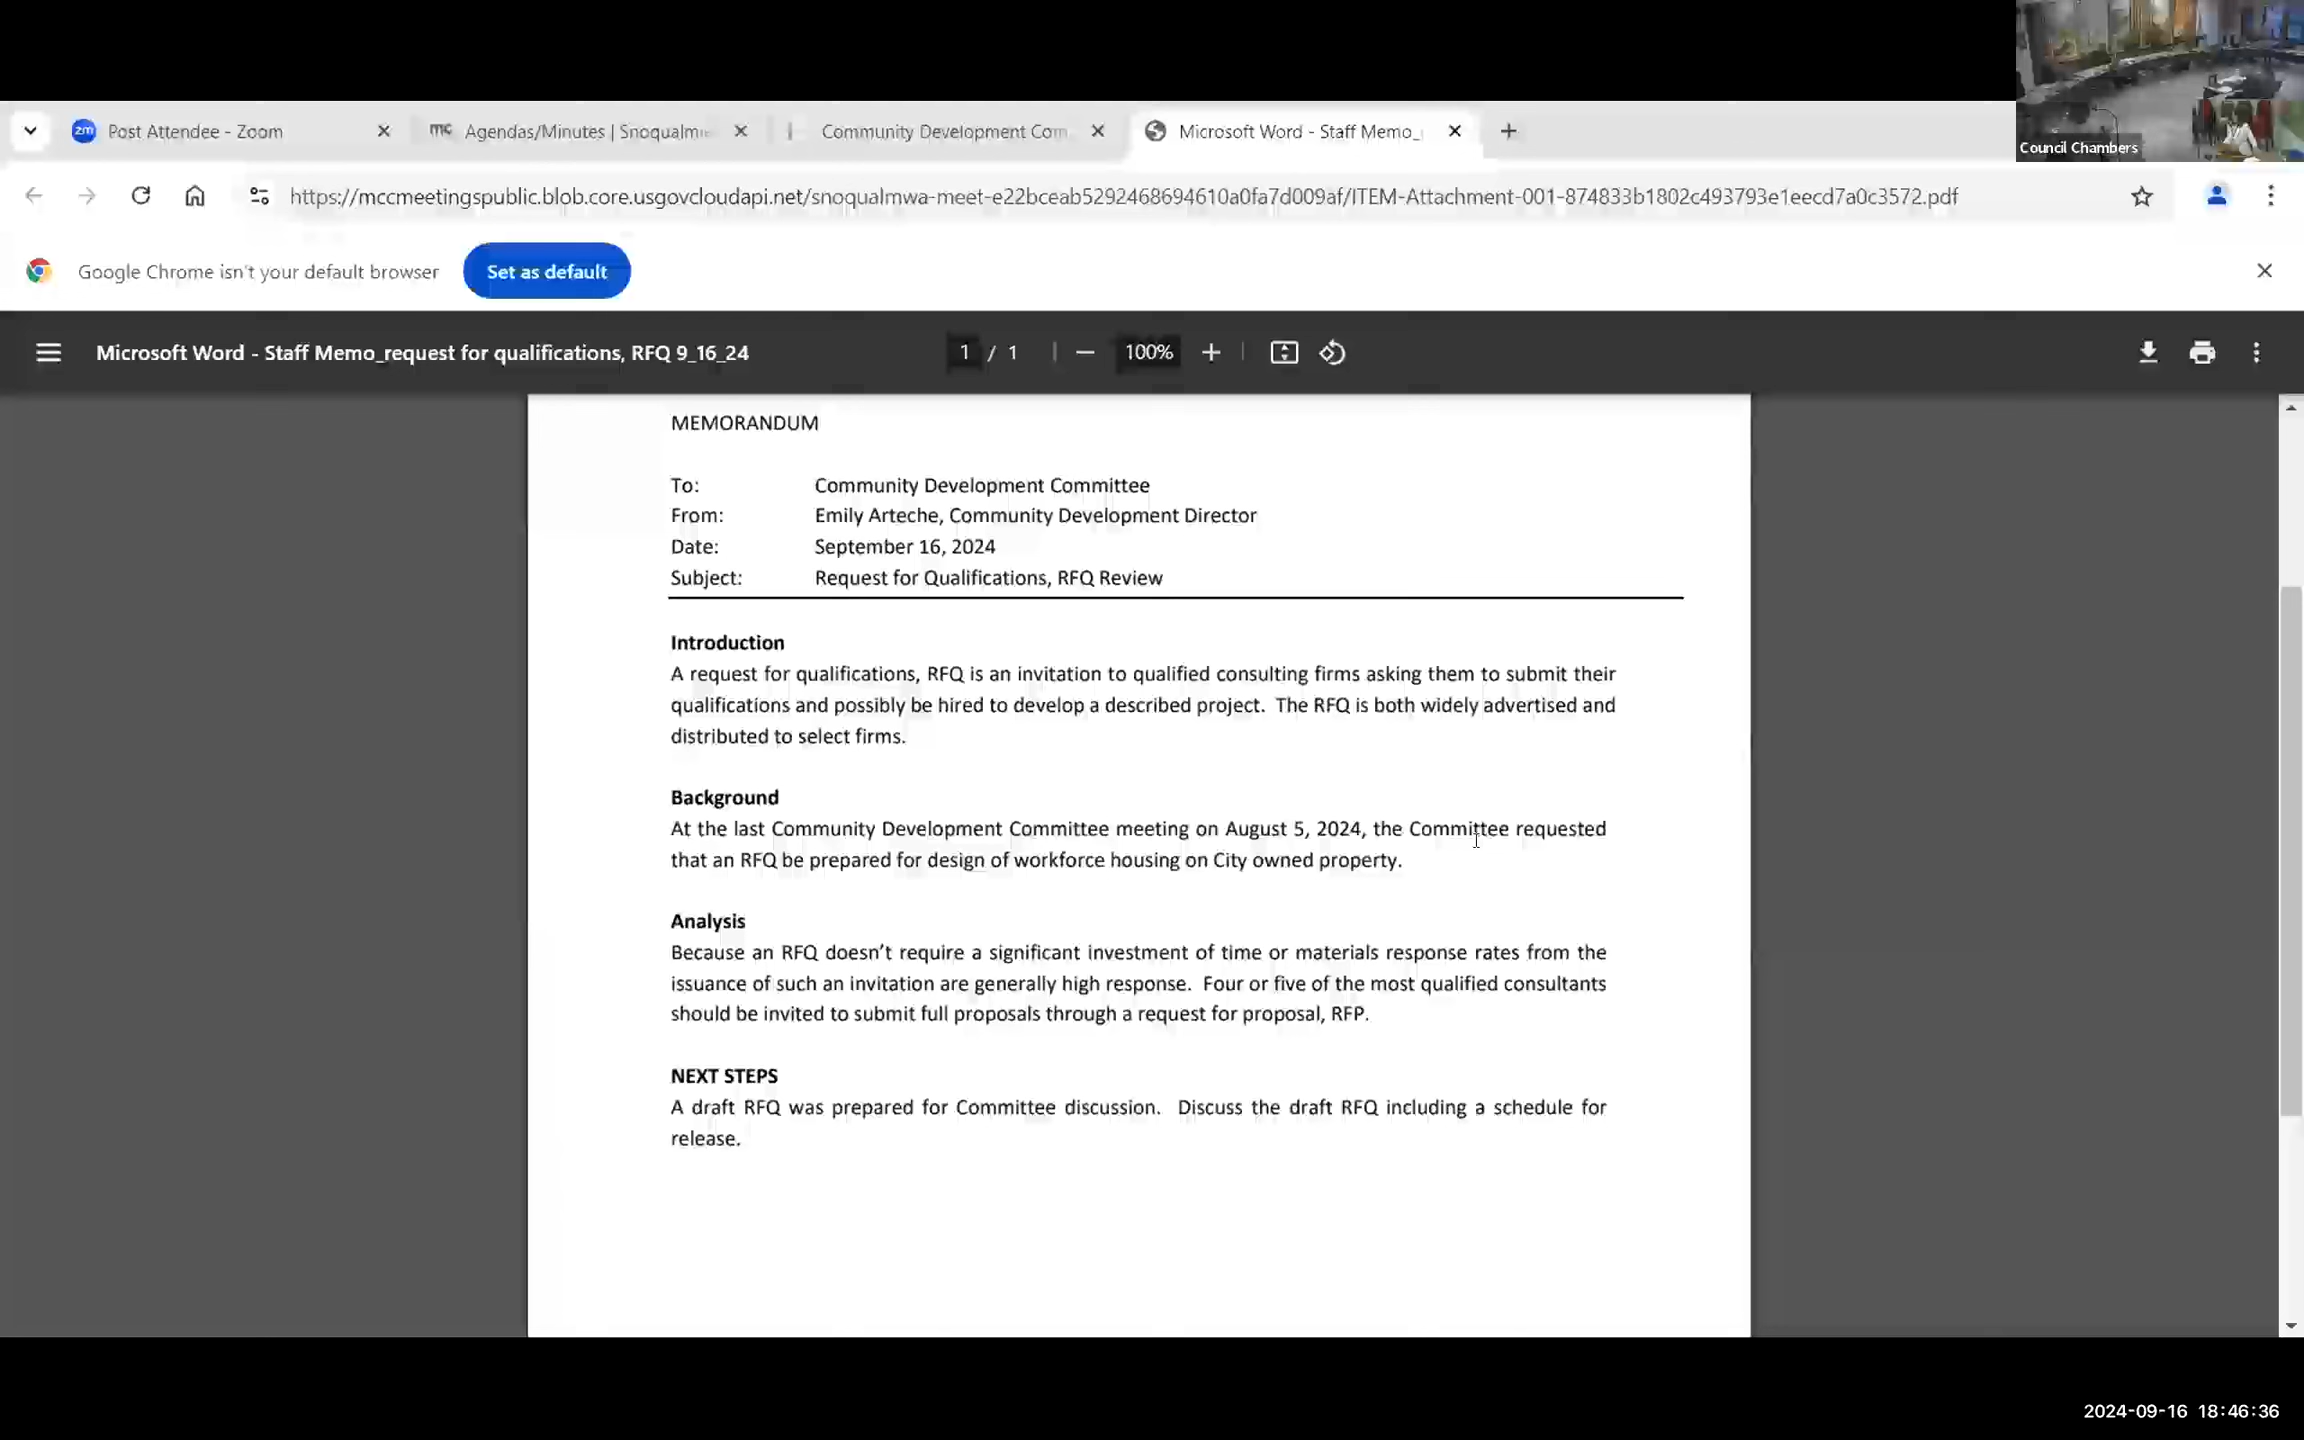 Council Chambers
Post Attendee - Zoom
Agendas/Minutes | Snoqualmi
Community Development Com
Microsoft Word - Staff Memo_
https://mccmeetingspublic.blob.core.usgovcloudapi.net/snoqualmwa-meet-e22bceab5292468694610a0fa7d009af/ITEM-Attachment-001-874833b1802c493793e1eecd7a0c3572.pdf
Google Chrome isn't your default browser
Set as default
Microsoft Word - Staff Memo_request for qualifications, RFQ 9_16_24
1 / 1
100%
MEMORANDUM
To: Community Development Committee
From: Emily Arteche, Community Development Director
Date: September 16, 2024
Subject: Request for Qualifications, RFQ Review
Introduction
A request for qualifications, RFQ is an invitation to qualified consulting firms asking them to submit their
qualifications and possibly be hired to develop a described project. The RFQ is both widely advertised and
distributed to select firms.
Background
At the last Community Development Committee meeting on August 5, 2024, the Committee requested
that an RFQ be prepared for design of workforce housing on City owned property.
Analysis
Because an RFQ doesn't require a significant investment of time or materials response rates from the
issuance of such an invitation are generally high response. Four or five of the most qualified consultants
should be invited to submit full proposals through a request for proposal, RFP.
NEXT STEPS
A draft RFQ was prepared for Committee discussion. Discuss the draft RFQ including a schedule for
release.
2024-09-16 18:46:36